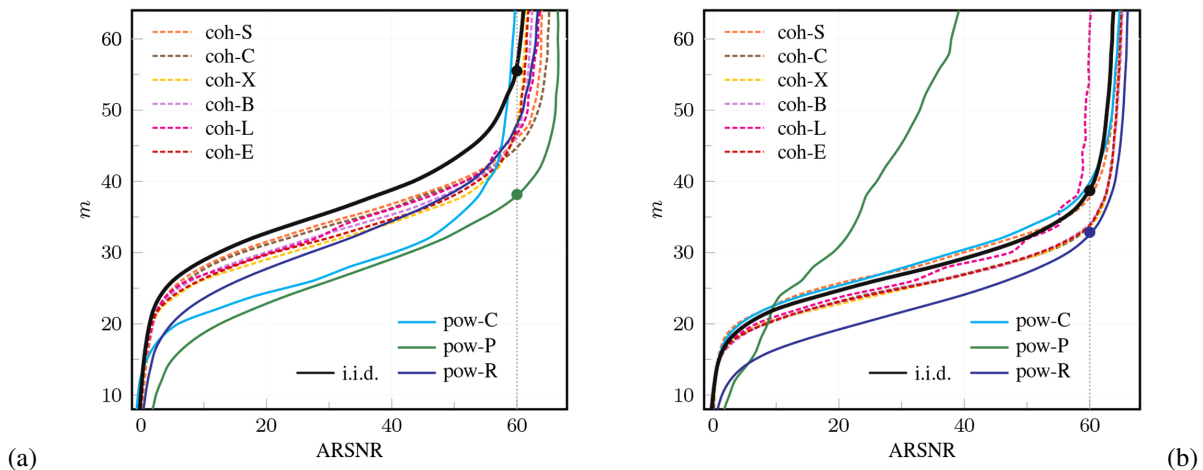 60
50
40
30
20
10
m
coh-S
coh-C
coh-X
coh-B
coh-L
coh-E
pow-C
pow-P
i.i.d.
pow-R
0
20
40
60
ARSNR
(a)
60
50
40
30
20
10
m
coh-S
coh-C
coh-X
coh-B
coh-L
coh-E
pow-C
pow-P
i.i.d.
pow-R
0
20
40
60
ARSNR
(b)